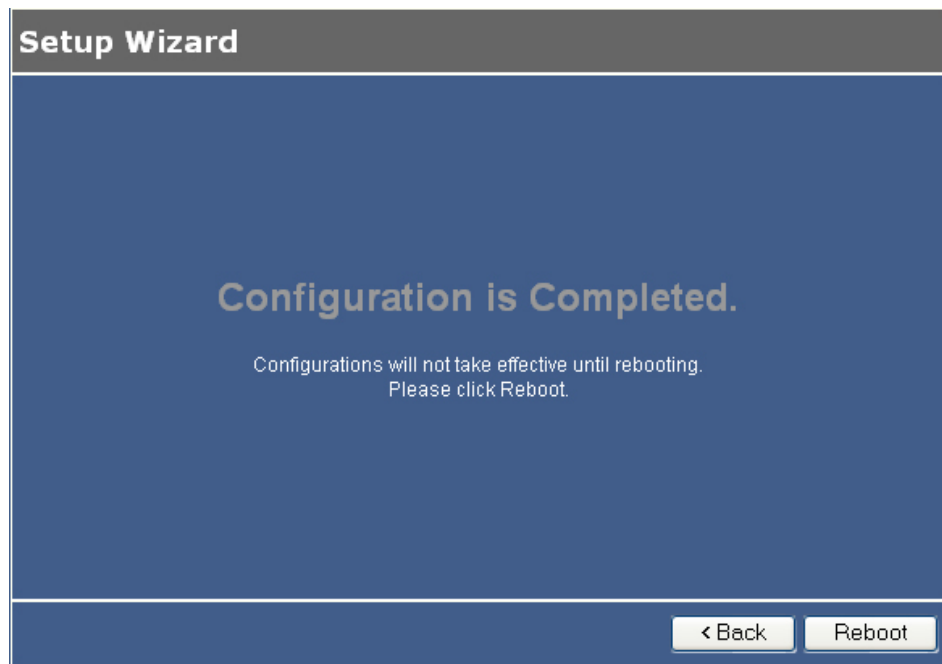 Setup Wizard
Configuration is Completed.
Configurations will not take effective until rebooting.
Please click Reboot.
< Back
Reboot